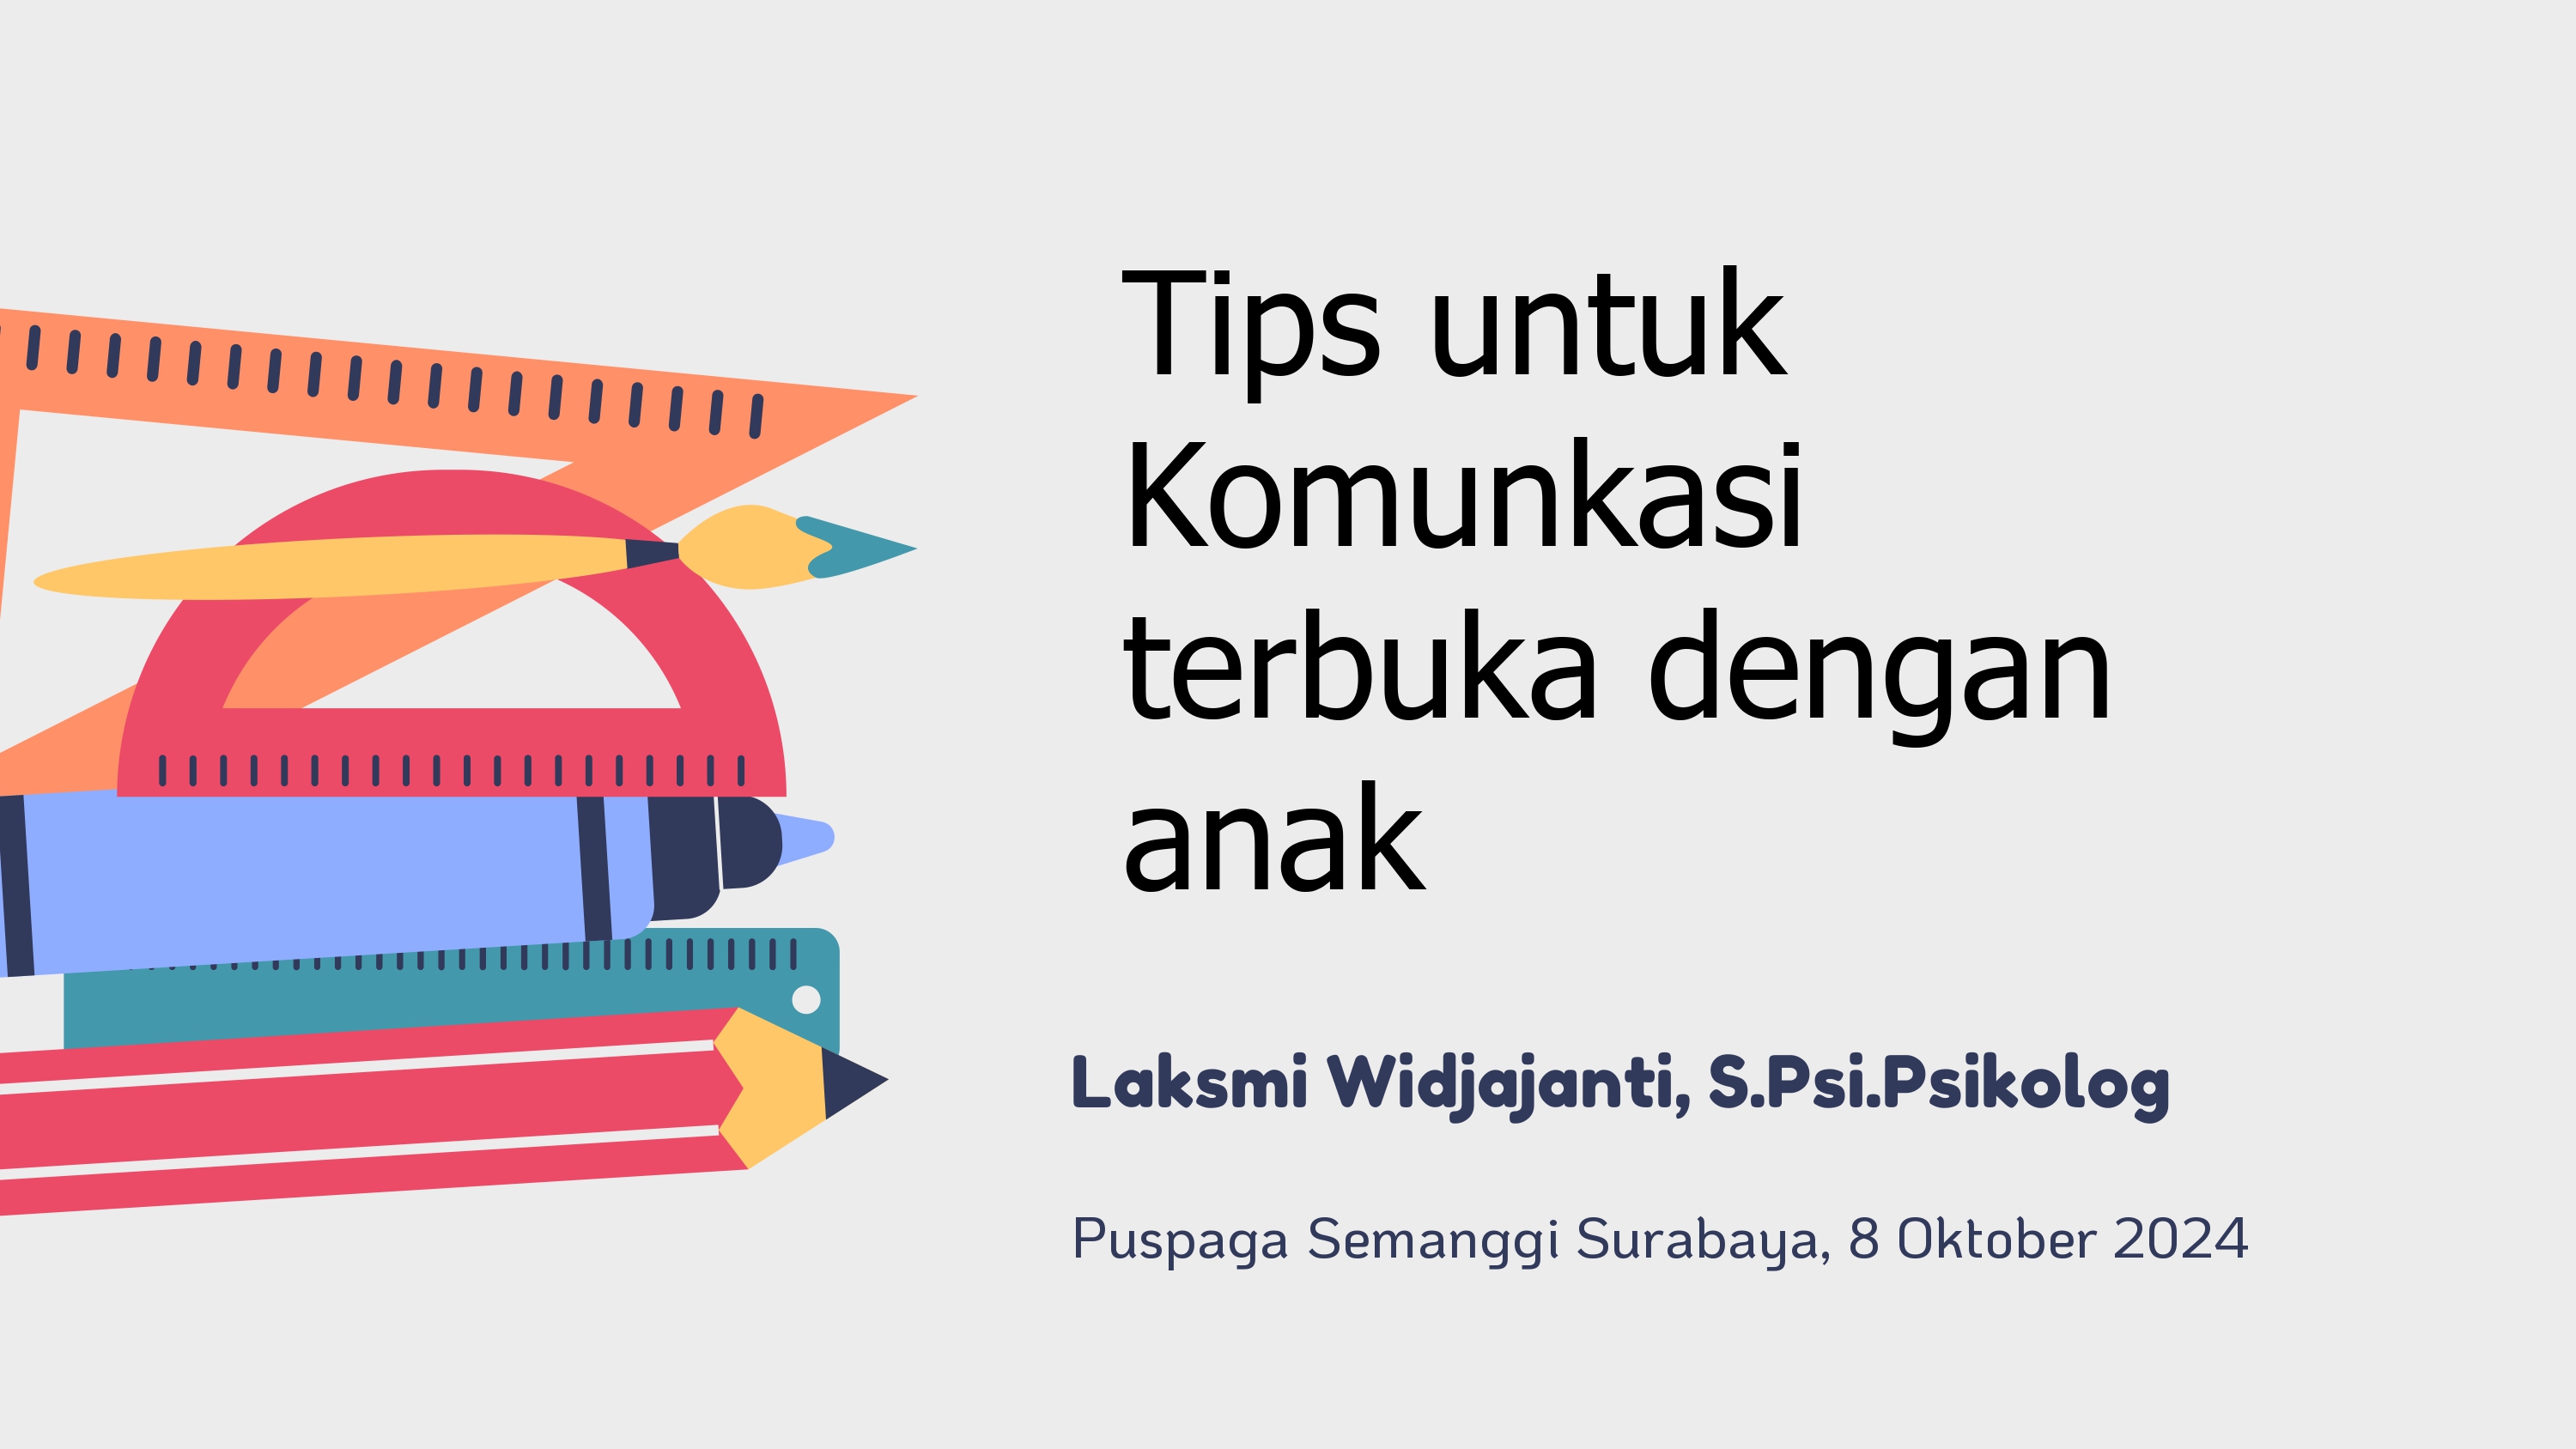 Tips untuk
Komunkasi
terbuka dengan
anak
Laksmi Widjajanti, S.Psi.Psikolog
Puspaga Semanggi Surabaya, 8 Oktober 2024